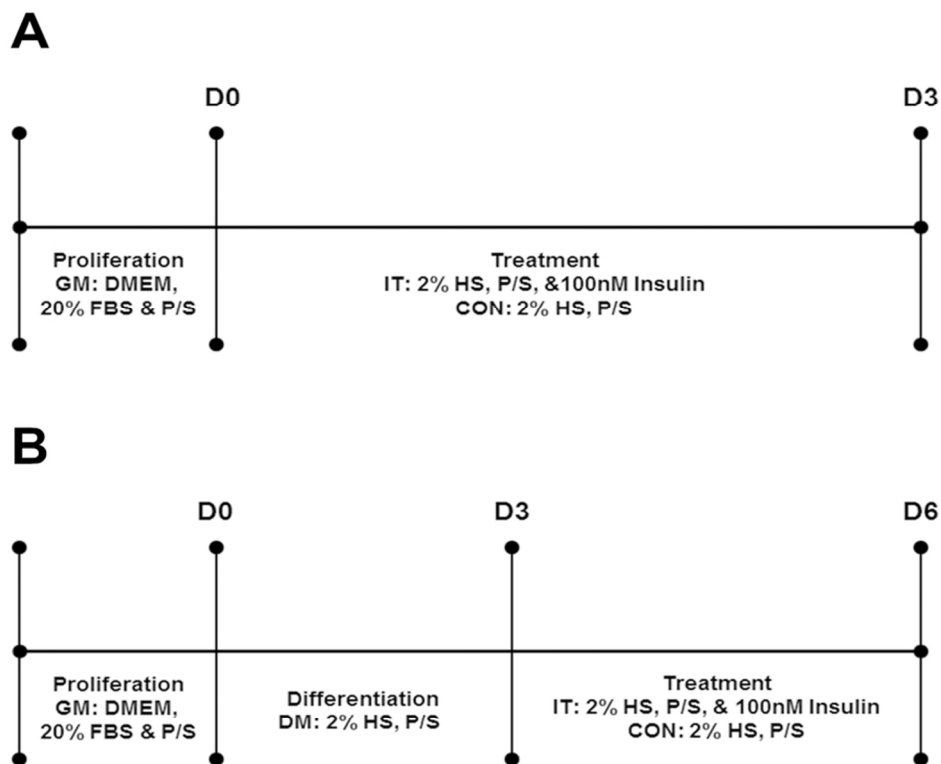 A
D0 D3
Proliferation
GM: DMEM,
20% FBS & P/S
Treatment
IT: 2% HS, P/S, &100nM Insulin
CON: 2% HS, P/S
B
D0 D3 D6
Proliferation
GM: DMEM,
20% FBS & P/S
Differentiation
DM: 2% HS, P/S
Treatment
IT: 2% HS, P/S, & 100nM Insulin
CON: 2% HS, P/S